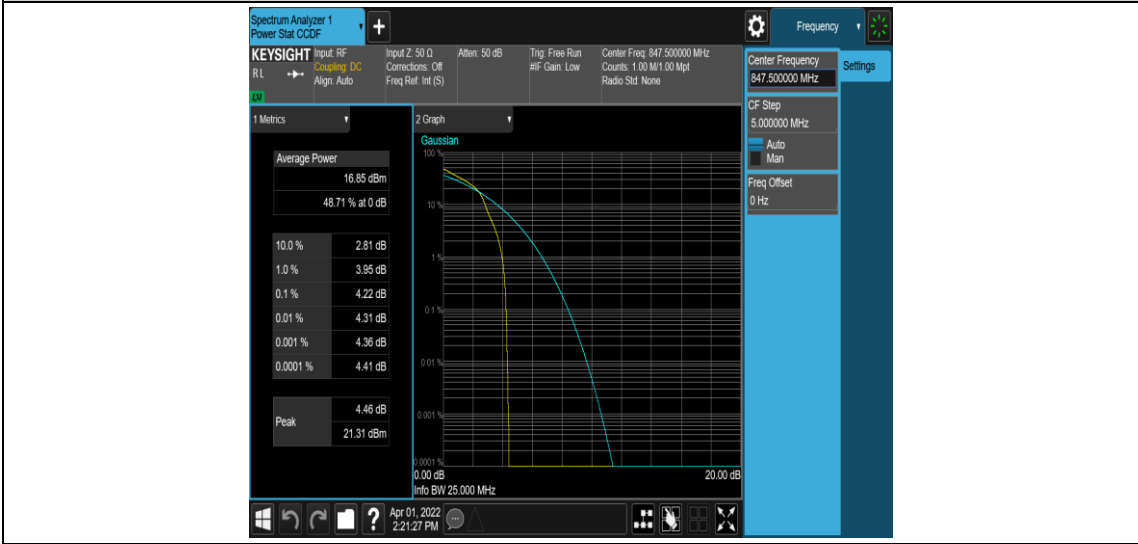 Spectrum Analyzer 1
Power Stat CCDF
+
Frequency
KEYSIGHT
RL
Input: RF
Coupling: DC
Align: Auto
Input Z: 50 Ω
Corrections: Off
Freq Ref: Int (S)
Atten: 50 dB
Trig: Free Run
#IF Gain: Low
Center Freq: 847.500000 MHz
Counts: 1.00 M/1.00 Mpt
Radio Std: None
Center Frequency
847.500000 MHz
Settings
CF Step
5.000000 MHz
Auto
Man
Freq Offset
0 Hz
1 Metrics
Average Power
16.85 dBm
48.71 % at 0 dB
10.0 % 2.81 dB
1.0 % 3.95 dB
0.1 % 4.22 dB
0.01 % 4.31 dB
0.001 % 4.36 dB
0.0001 % 4.41 dB
Peak
4.46 dB
21.31 dBm
2 Graph
Gaussian
100 %
10 %
1 %
0.1 %
0.01 %
0.001 %
0.0001 %
0.00 dB 20.00 dB
Info BW 25.000 MHz
?
Apr 01, 2022
2:21:27 PM